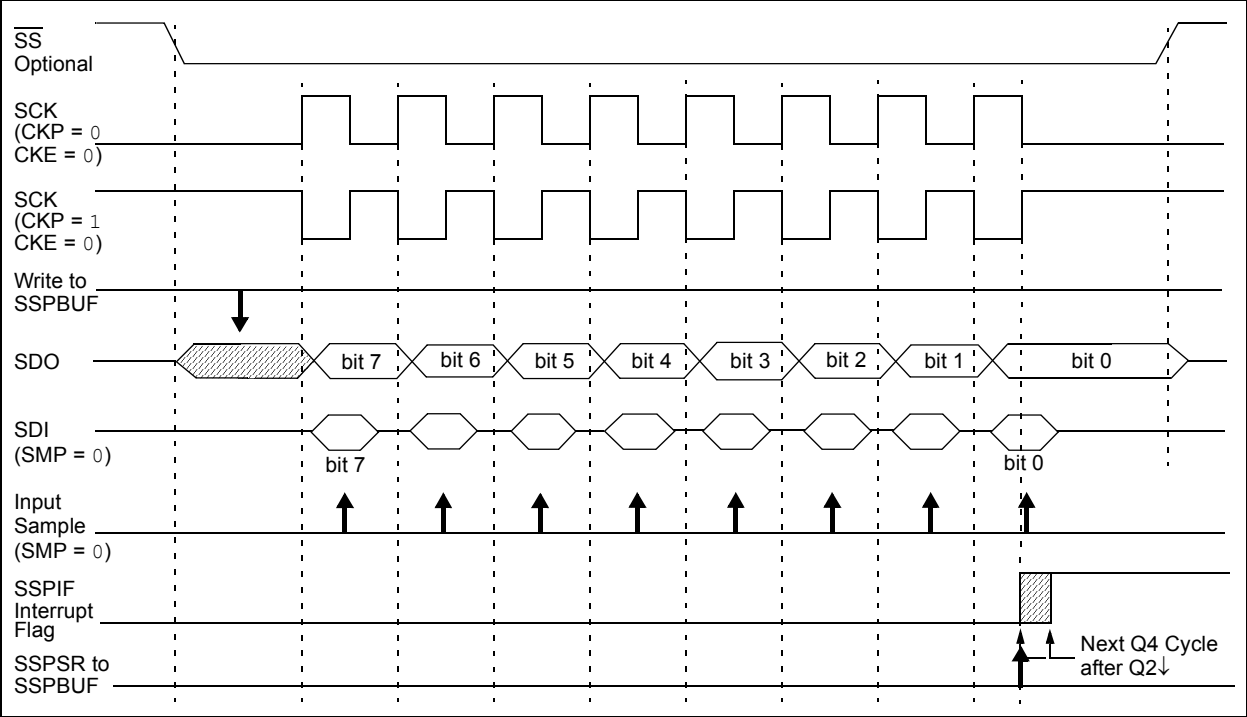 SS
Optional
SCK
(CKP = 0
CKE = 0)
SCK
(CKP = 1
CKE = 0)
Write to
SSPBUF
SDO
bit 7 bit 6 bit 5 bit 4 bit 3 bit 2 bit 1 bit 0
SDI
(SMP = 0)
bit 7 bit 0
Input
Sample
(SMP = 0)
SSPIF
Interrupt
Flag
Next Q4 Cycle
after Q2↓
SSPSR to
SSPBUF